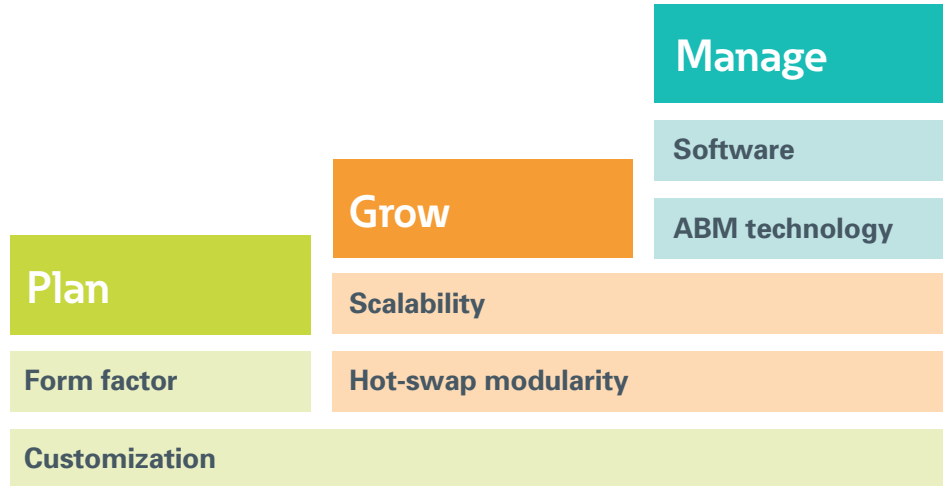 Manage
Software
ABM technology
Grow
Scalability
Hot-swap modularity
Plan
Form factor
Customization